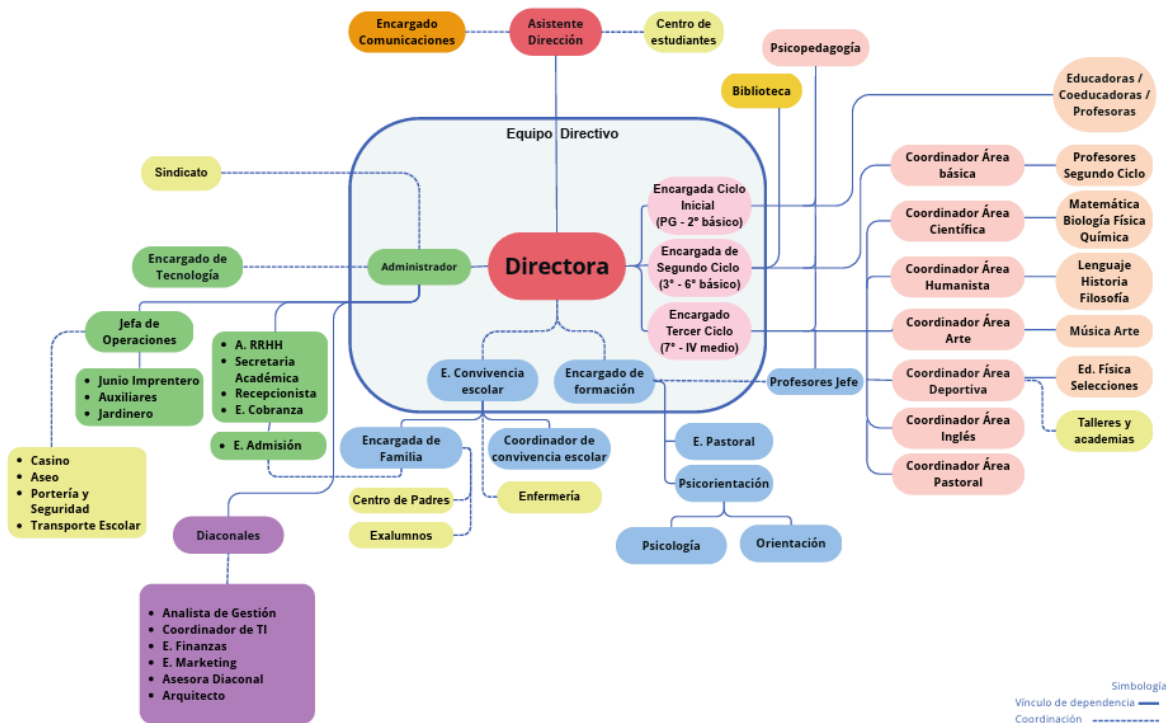 Encargado
Comunicaciones
Asistente
Dirección
Centro de
estudiantes
Psicopedagogía
Biblioteca
Educadoras /
Coeducadoras /
Profesoras
Equipo Directivo
Sindicato
Encargada Ciclo
Inicial
(PG - 2° básico)
Coordinador Área
básica
Profesores
Segundo Ciclo
Coordinador Área
Científica
Matemática
Biología Física
Química
Encargado de
Tecnología
Administrador
Directora
Encargada de
Segundo Ciclo
(3° - 6° básico)
Coordinador Área
Humanista
Lenguaje
Historia
Filosofía
Jefa de
Operaciones
• A. RRHH
• Secretaria
Académica
• Recepcionista
• E. Cobranza
Encargado
Tercer Ciclo
(7° - IV medio)
Coordinador Área
Arte
Música Arte
• Junio Imprentero
• Auxiliares
• Jardinero
E. Convivencia
escolar
Encargado de
formación
Profesores Jefe
Coordinador Área
Deportiva
Ed. Física
Selecciones
• E. Admisión
Encargada de
Familia
Coordinador de
convivencia escolar
E. Pastoral
Coordinador Área
Inglés
Talleres y
academias
• Casino
• Aseo
• Portería y
Seguridad
• Transporte Escolar
Centro de Padres
Enfermería
Psicorientación
Coordinador Área
Pastoral
Diaconales
Exalumnos
Psicología
Orientación
• Analista de Gestión
• Coordinador de TI
• E. Finanzas
• E. Marketing
• Asesora Diaconal
• Arquitecto
Simbología
Vínculo de dependencia
Coordinación